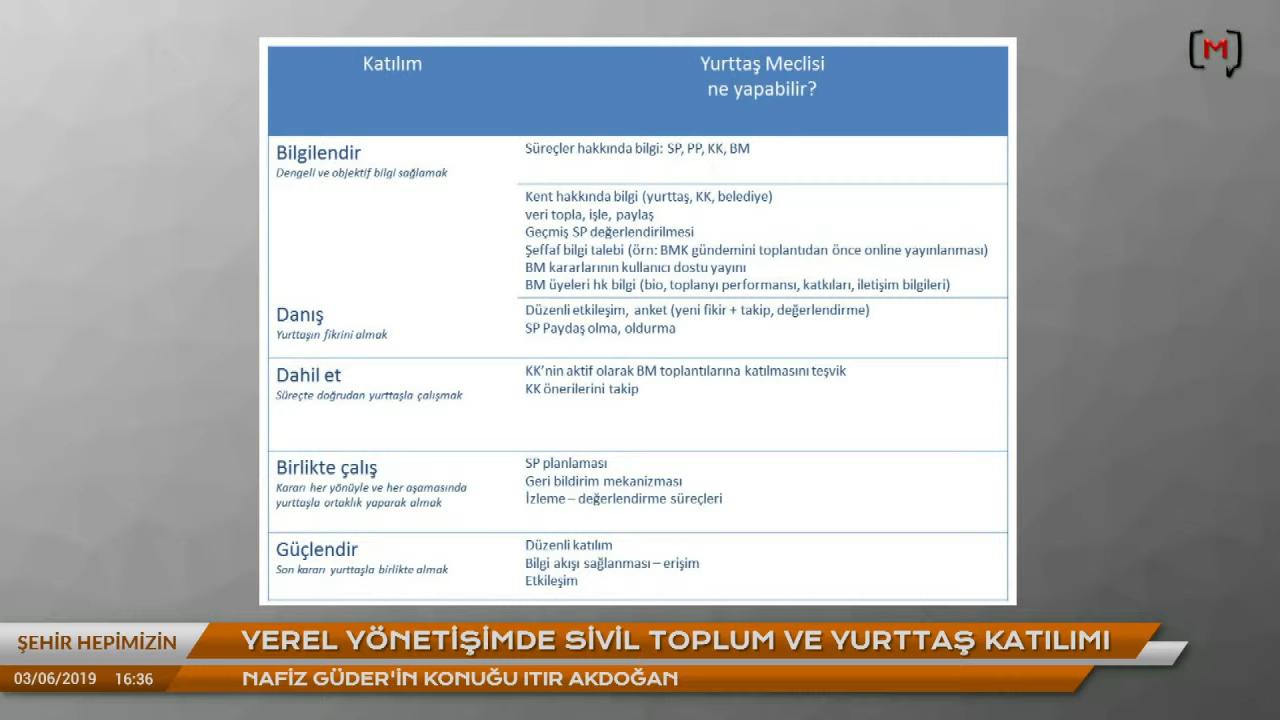 Katılım
Yurttaş Meclisi
ne yapabilir?
Bilgilendir
Dengeli ve objektif bilgi sağlamak
Süreçler hakkında bilgi: SP, PP, KK, BM
Kent hakkında bilgi (yurttaş, KK, belediye)
veri topla, işle, paylaş
Geçmiş SP değerlendirilmesi
Şeffaf bilgi talebi (örn: BMK gündemini toplantıdan önce online yayınlanması)
BM kararlarının kullanıcı dostu yayını
BM üyeleri hk bilgi (bio, toplanyı performansı, katkıları, iletişim bilgileri)
Danış
Yurttaşın fikrini almak
Düzenli etkileşim, anket (yeni fikir + takip, değerlendirme)
SP Paydaş olma, oldurma
Dahil et
Süreçte doğrudan yurttaşla çalışmak
KK'nin aktif olarak BM toplantılarına katılmasını teşvik
KK önerilerini takip
Birlikte çalış
Kararı her yönüyle ve her aşamasında
yurttaşla ortaklık yaparak almak
SP planlaması
Geri bildirim mekanizması
İzleme – değerlendirme süreçleri
Güçlendir
Son kararı yurttaşla birlikte almak
Düzenli katılım
Bilgi akışı sağlanması – erişim
Etkileşim
M
ŞEHİR HEPİMİZİN
YEREL YÖNETİŞİMDE SİVİL TOPLUM VE YURTTAŞ KATILIMI
03/06/2019 16:36
NAFİZ GÜDER'İN KONUĞU ITIR AKDOĞAN